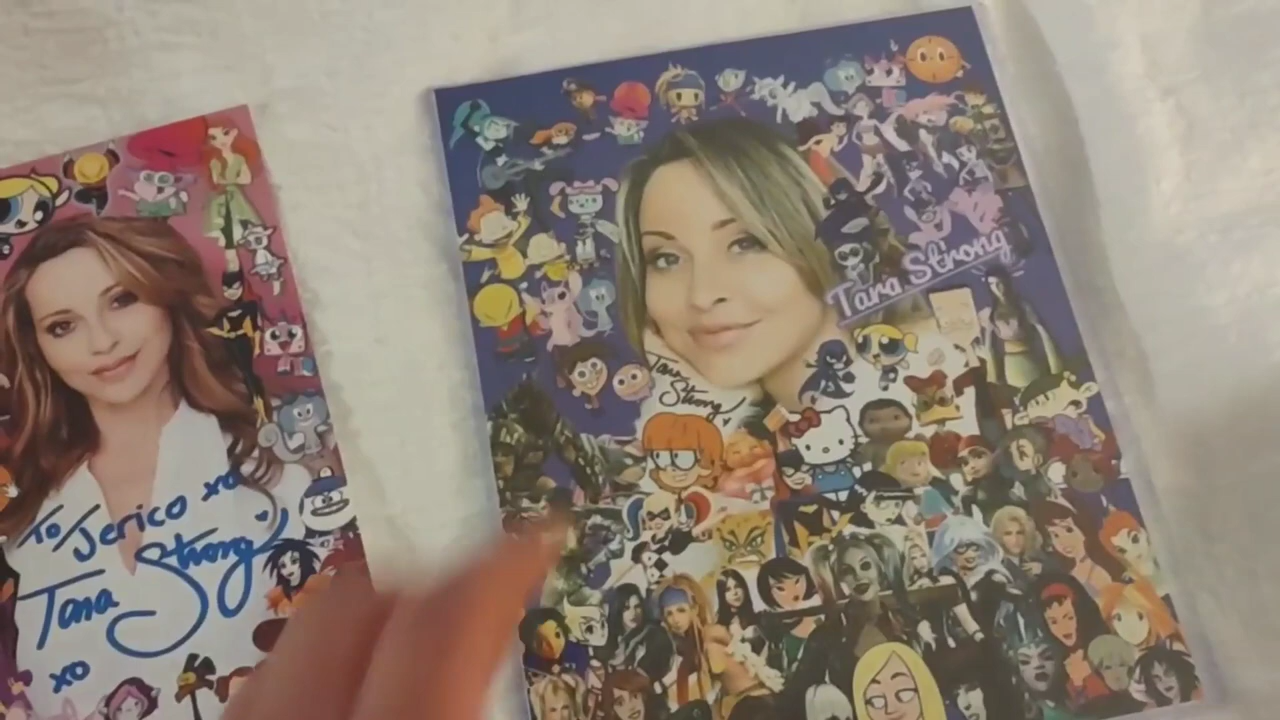 To Jerico xo
Tara Strong
xo
Tara Strong
Tara
Strong